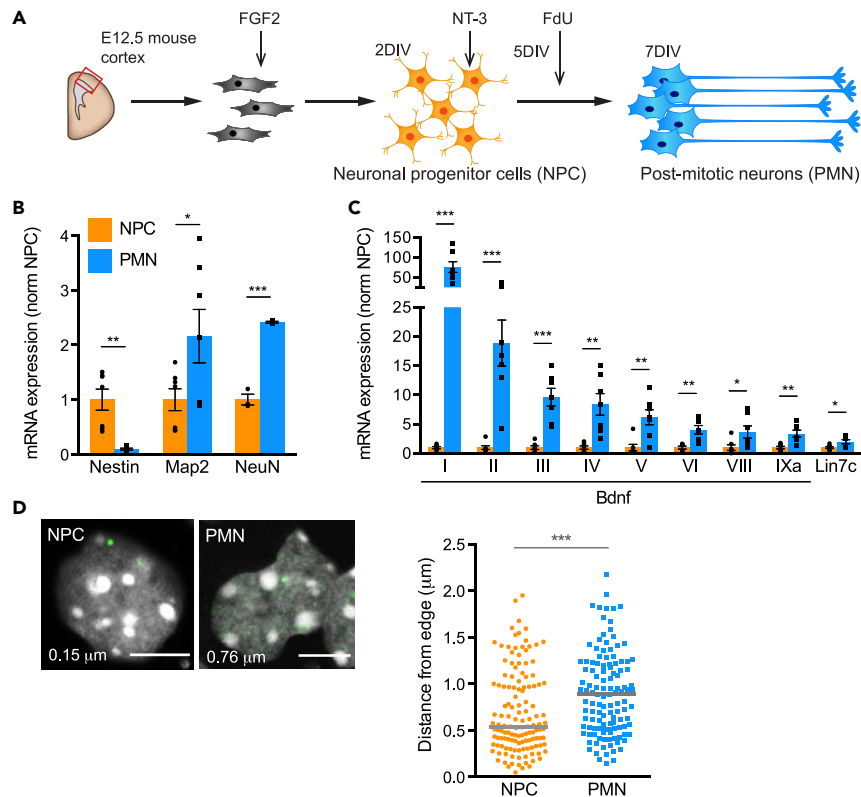 A
E12.5 mouse
cortex
FGF2
2DIV
NT-3
5DIV
FdU
7DIV
Neuronal progenitor cells (NPC)
Post-mitotic neurons (PMN)
B
NPC
PMN
mRNA expression (norm NPC)
4
3
2
1
0
**
*
***
Nestin
Map2
NeuN
C
mRNA expression (norm NPC)
150
100
50
25
20
15
10
5
0
***
***
***
**
**
**
*
**
*
I
II
III
IV
V
VI
VIII
IXa
Lin7c
Bdnf
D
NPC
0.15 µm
PMN
0.76 µm
Distance from edge (µm)
2.5
2.0
1.5
1.0
0.5
0.0
***
NPC
PMN